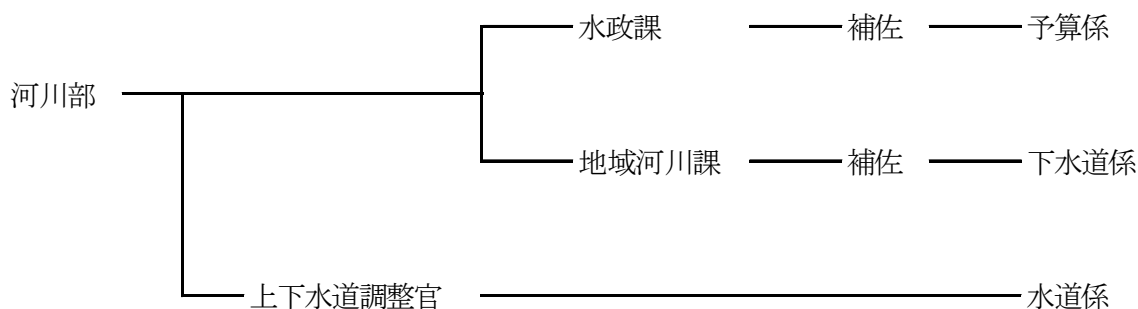 水政課 補佐 予算係
河川部
地域河川課 補佐 下水道係
上下水道調整官 水道係